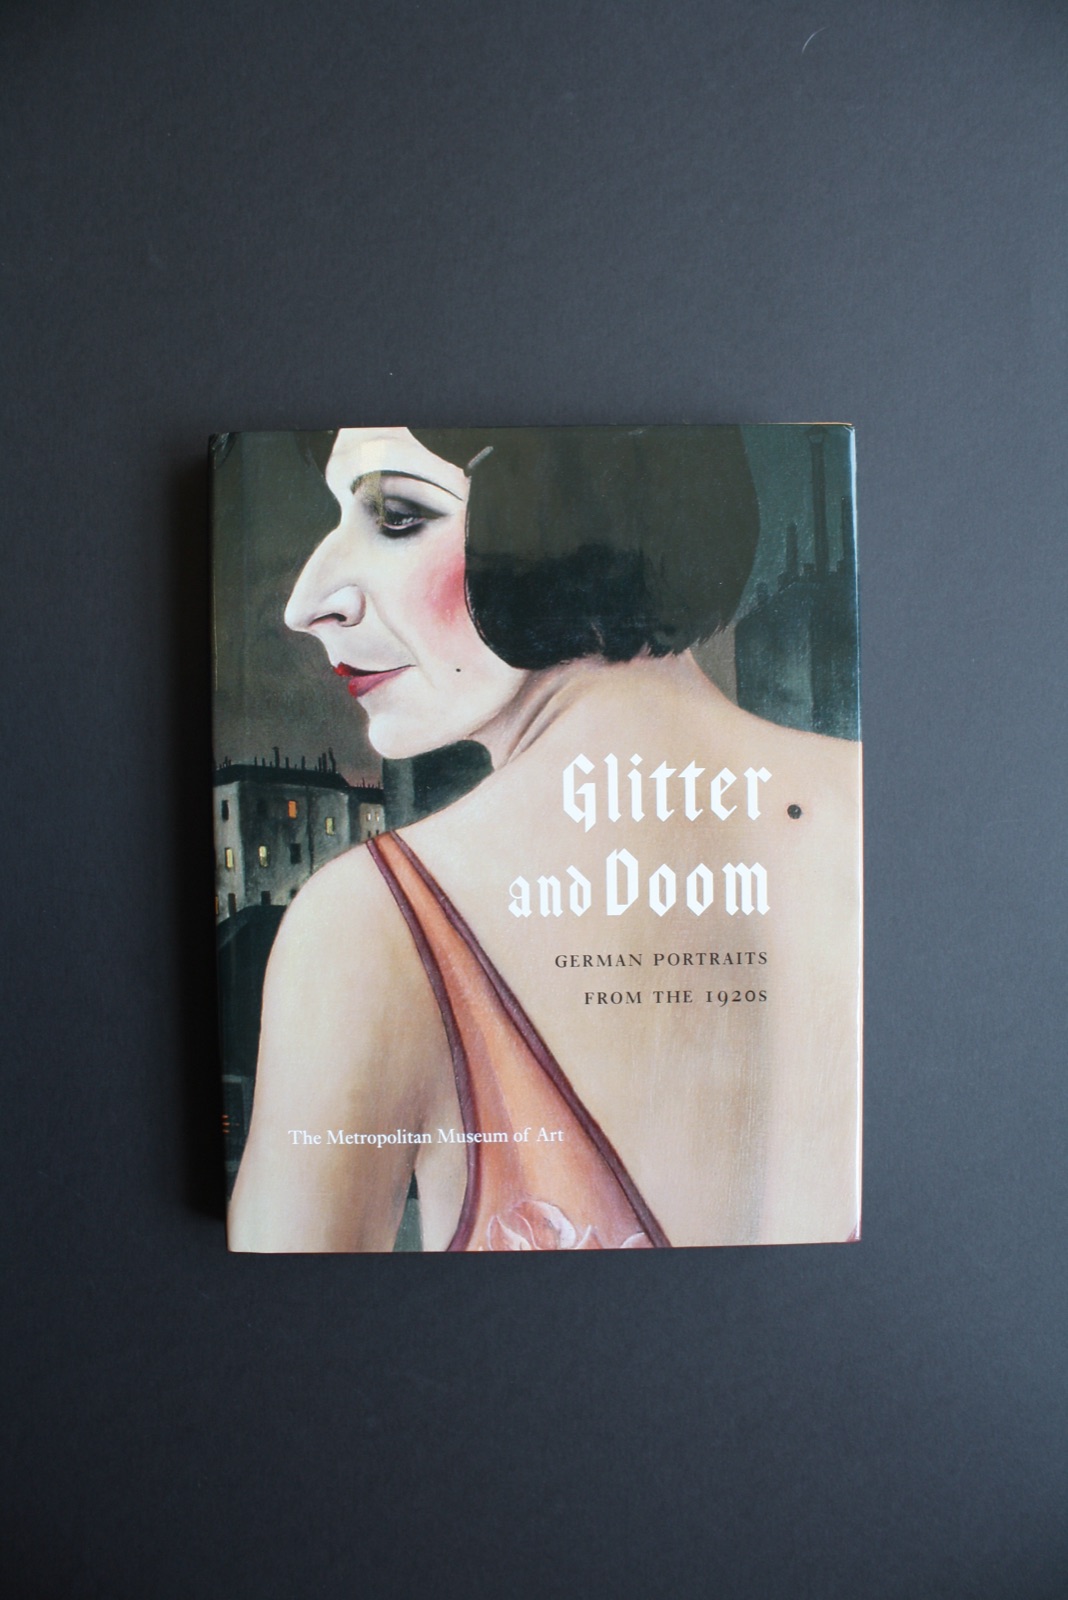 Glitter
and Doom
GERMAN PORTRAITS
FROM THE 1920s
The Metropolitan Museum of Art